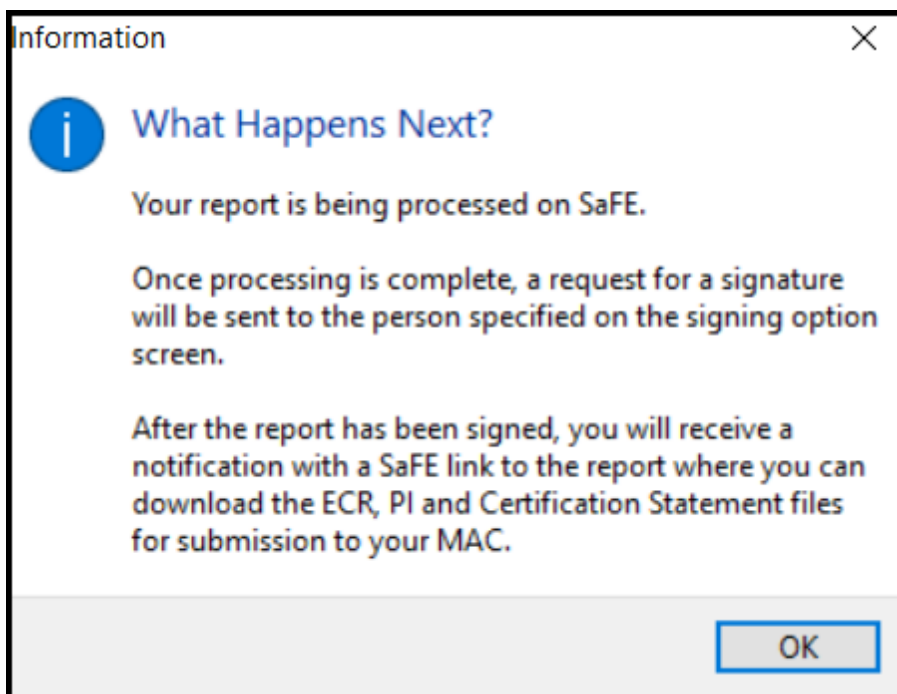 Information
What Happens Next?
Your report is being processed on SaFE.
Once processing is complete, a request for a signature
will be sent to the person specified on the signing option
screen.
After the report has been signed, you will receive a
notification with a SaFE link to the report where you can
download the ECR, PI and Certification Statement files
for submission to your MAC.
OK